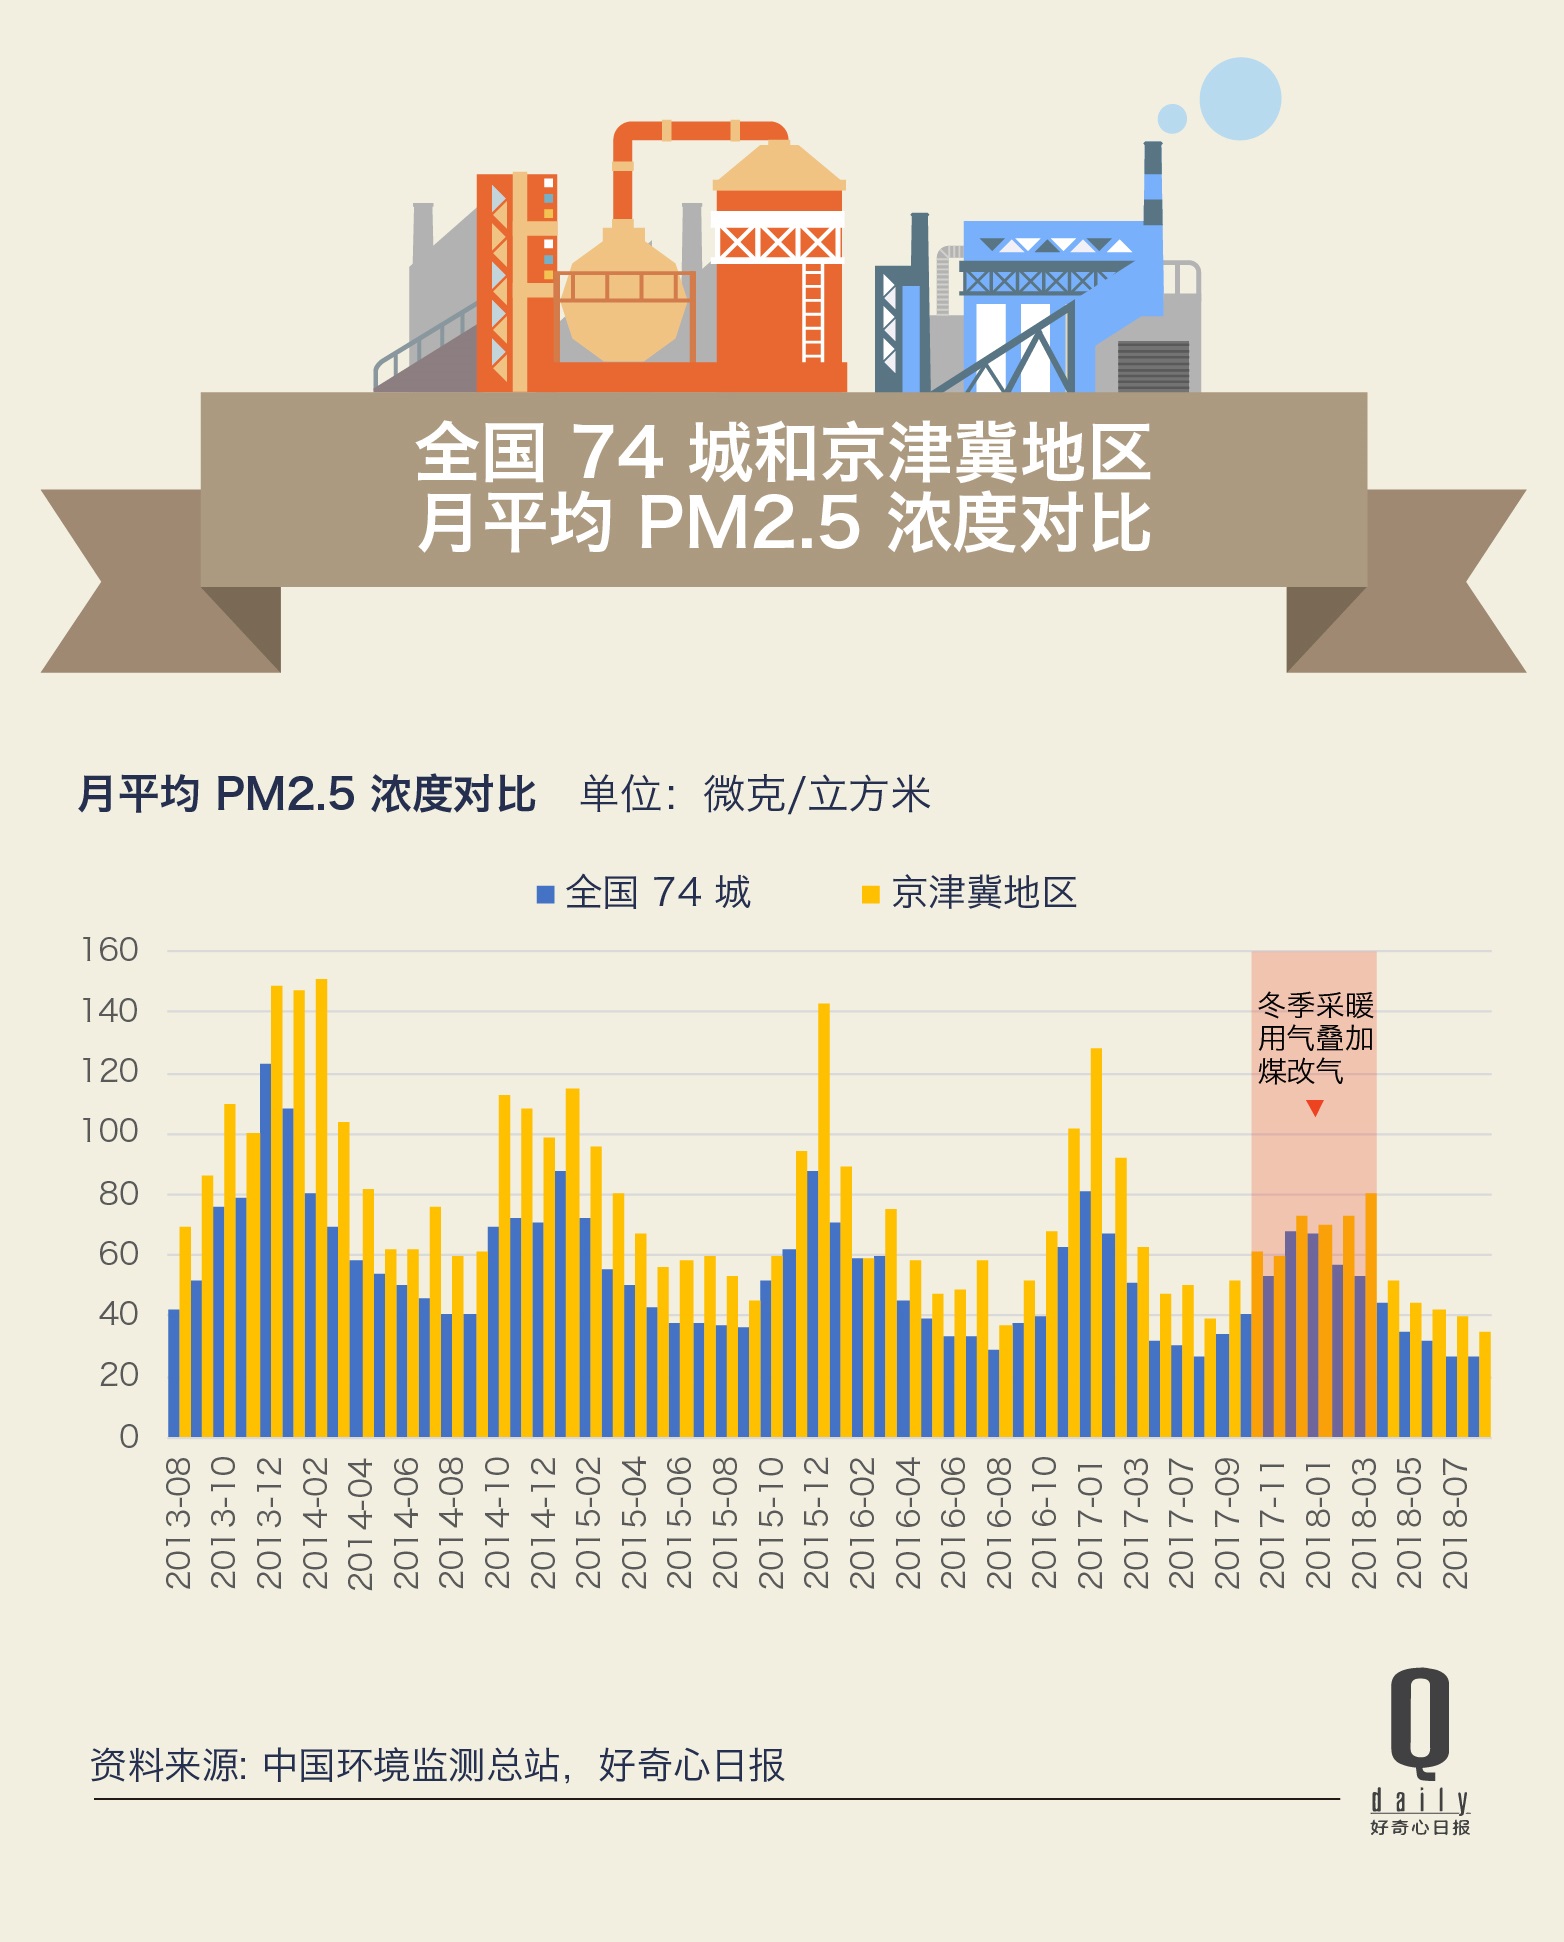 全国 74 城和京津冀地区
月平均 PM2.5 浓度对比
月平均 PM2.5 浓度对比 单位：微克/立方米
全国 74 城 京津冀地区
160
140
120
100
80
60
40
20
0
冬季采暖
用气叠加
煤改气
2013-08 2013-10 2013-12 2014-02 2014-04 2014-06 2014-08 2014-10 2014-12 2015-02 2015-04 2015-06 2015-08 2015-10 2015-12 2016-02 2016-04 2016-06 2016-08 2016-10 2017-01 2017-03 2017-07 2017-09 2017-11 2018-01 2018-03 2018-05 2018-07
资料来源: 中国环境监测总站，好奇心日报
Q
daily
好奇心日报